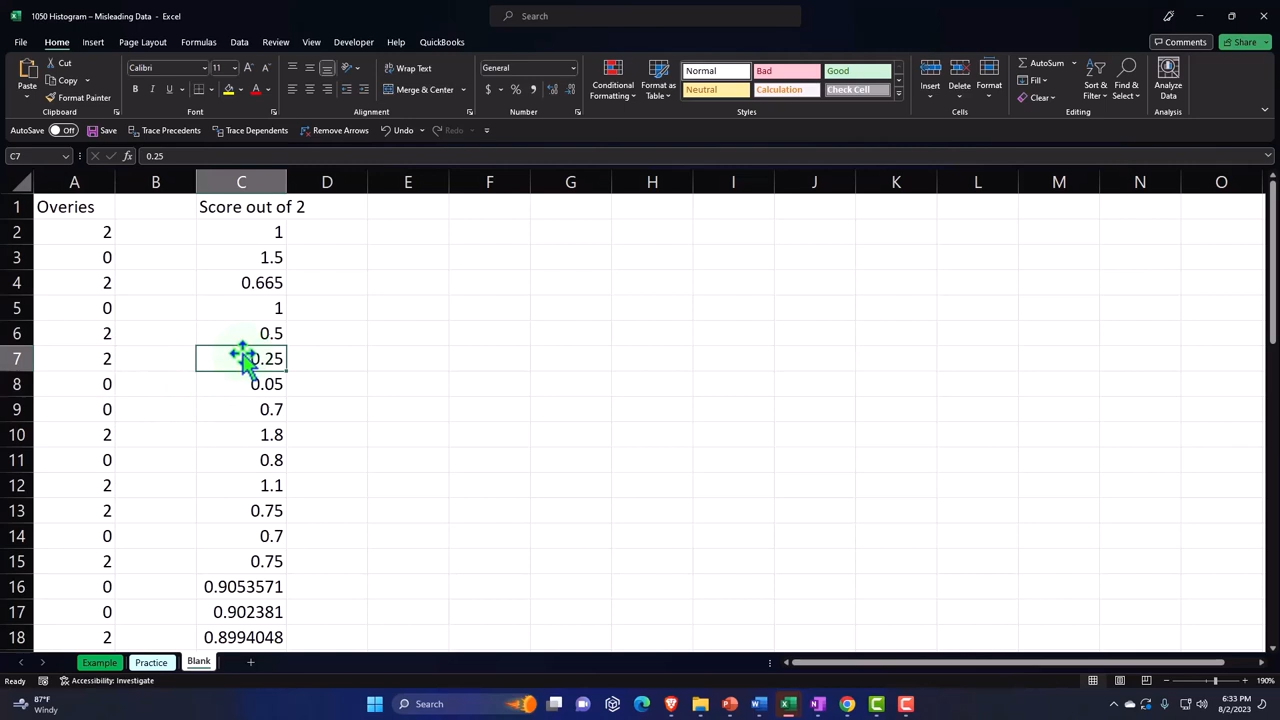 1050 Histogram – Misleading Data - Excel
Search
File Home Insert Draw Page Layout Formulas Data Review View Developer Help QuickBooks
Comments Share
Paste Cut Copy Format Painter
Calibri 11
Wrap Text
Merge & Center
General
Conditional Formatting Format as Table
Normal Bad Good
Neutral Calculation Check Cell
Insert Delete Format
AutoSum Fill Clear
Sort & Filter Find & Select
Analyze Data
Clipboard Font Alignment Number Styles Cells Editing Analysis
AutoSave Off Save Trace Precedents Trace Dependents Remove Arrows Undo Redo
C7 fx 0.25
A B C D E F G H I J K L M N O
1 Overies Score out of 2
2 2 1
3 0 1.5
4 2 0.665
5 0 1
6 2 0.5
7 2 0.25
8 0 0.05
9 0 0.7
10 2 1.8
11 0 0.8
12 2 1.1
13 2 0.75
14 0 0.7
15 2 0.75
16 0 0.9053571
17 0 0.902381
18 2 0.8994048
Example Practice Blank
Ready Accessibility: Investigate 190%
87°F
Windy
Search
6:33 PM
8/2/2023